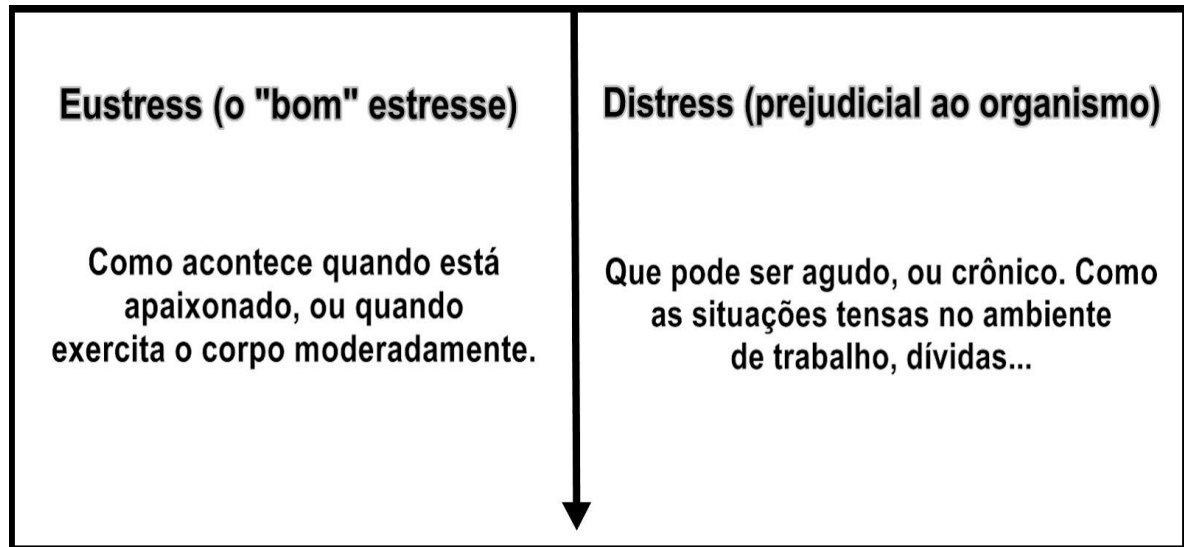 Eustress (o "bom" estresse)
Como acontece quando está
apaixonado, ou quando
exercita o corpo moderadamente.
Distress (prejudicial ao organismo)
Que pode ser agudo, ou crônico. Como
as situações tensas no ambiente
de trabalho, dívidas...